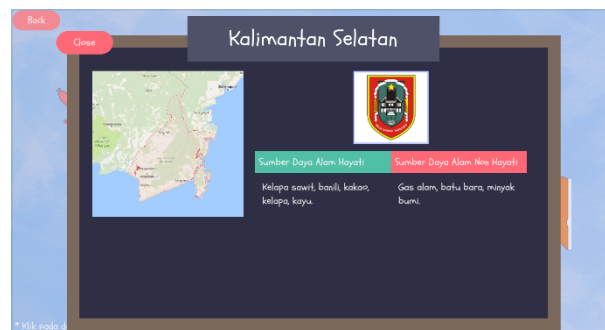 Back
Close
Kalimantan Selatan
Sumber Daya Alam Hayati
Sumber Daya Alam Non Hayati
Kelapa sawit, banili, kakao,
kelapa, kayu.
Gas alam, batu bara, minyak
bumi.
* Klik pada d